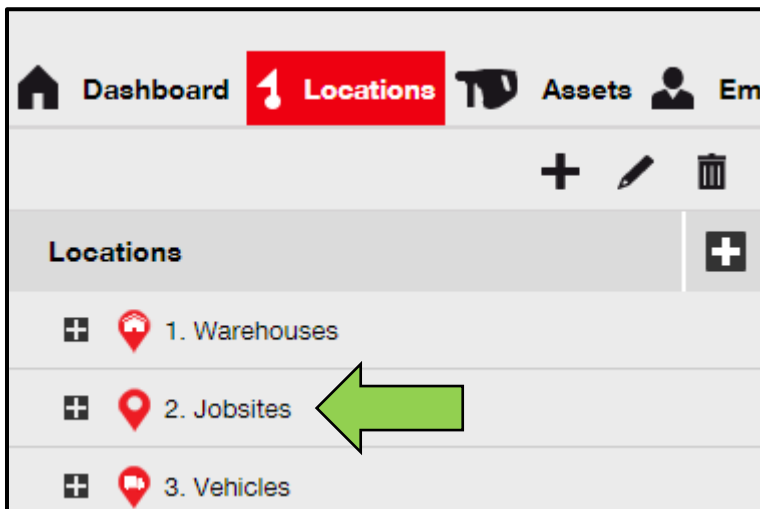 Dashboard Locations Assets Em
Locations
1. Warehouses
2. Jobsites
3. Vehicles